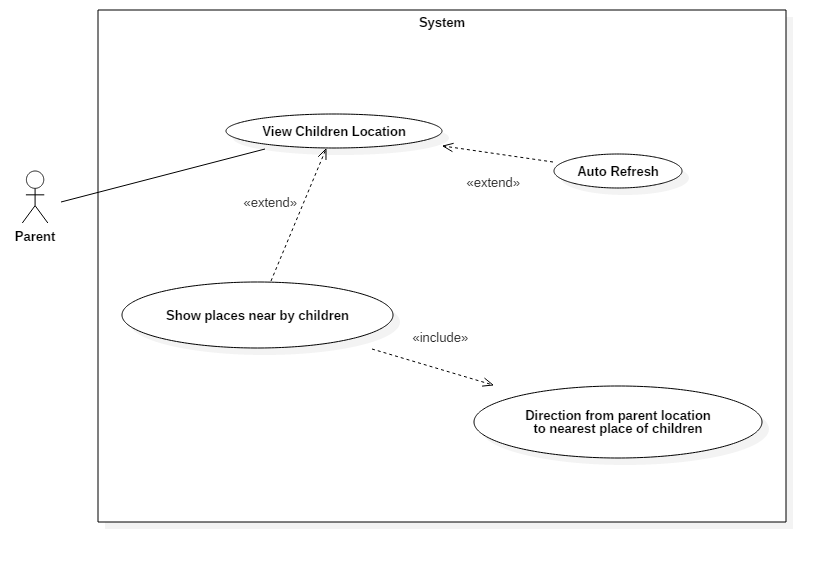 System
View Children Location
Auto Refresh
«extend»
«extend»
Parent
Show places near by children
«include»
Direction from parent location
to nearest place of children